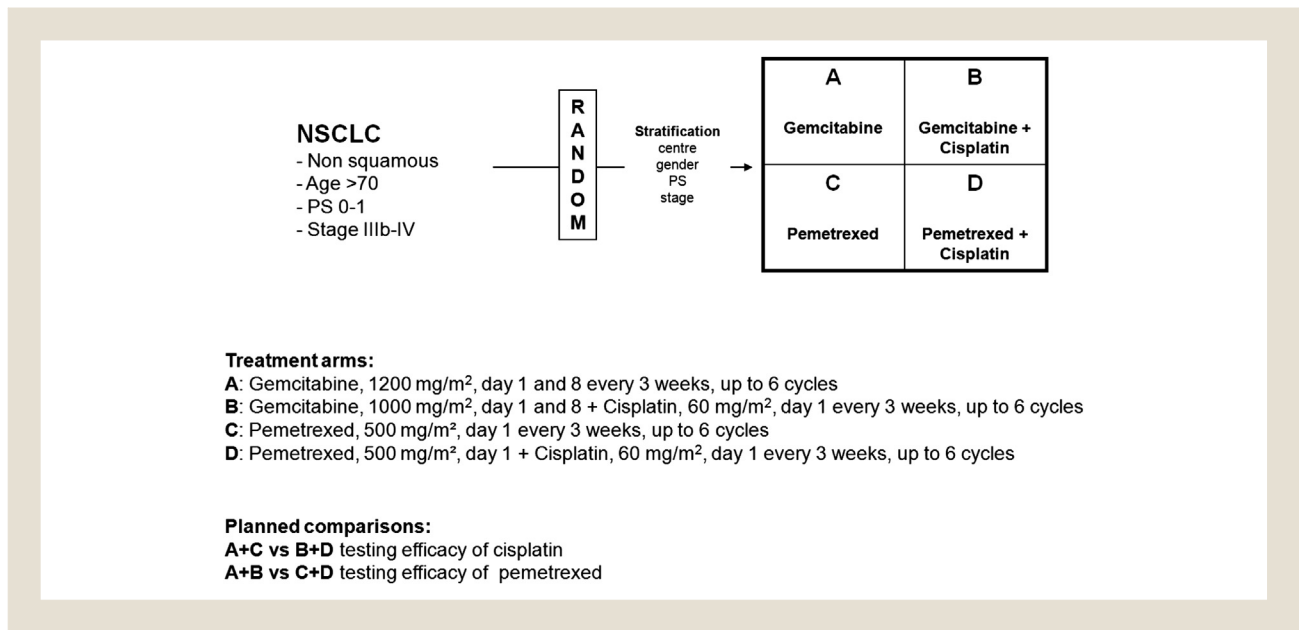 NSCLC
- Non squamous
- Age >70
- PS 0-1
- Stage IIIb-IV
R
A
N
D
O
M
Stratification
centre
gender
PS
stage
A
Gemcitabine
B
Gemcitabine +
Cisplatin
C
Pemetrexed
D
Pemetrexed +
Cisplatin
Treatment arms:
A: Gemcitabine, 1200 mg/m², day 1 and 8 every 3 weeks, up to 6 cycles
B: Gemcitabine, 1000 mg/m², day 1 and 8 + Cisplatin, 60 mg/m², day 1 every 3 weeks, up to 6 cycles
C: Pemetrexed, 500 mg/m², day 1 every 3 weeks, up to 6 cycles
D: Pemetrexed, 500 mg/m², day 1 + Cisplatin, 60 mg/m², day 1 every 3 weeks, up to 6 cycles
Planned comparisons:
A+C vs B+D testing efficacy of cisplatin
A+B vs C+D testing efficacy of pemetrexed